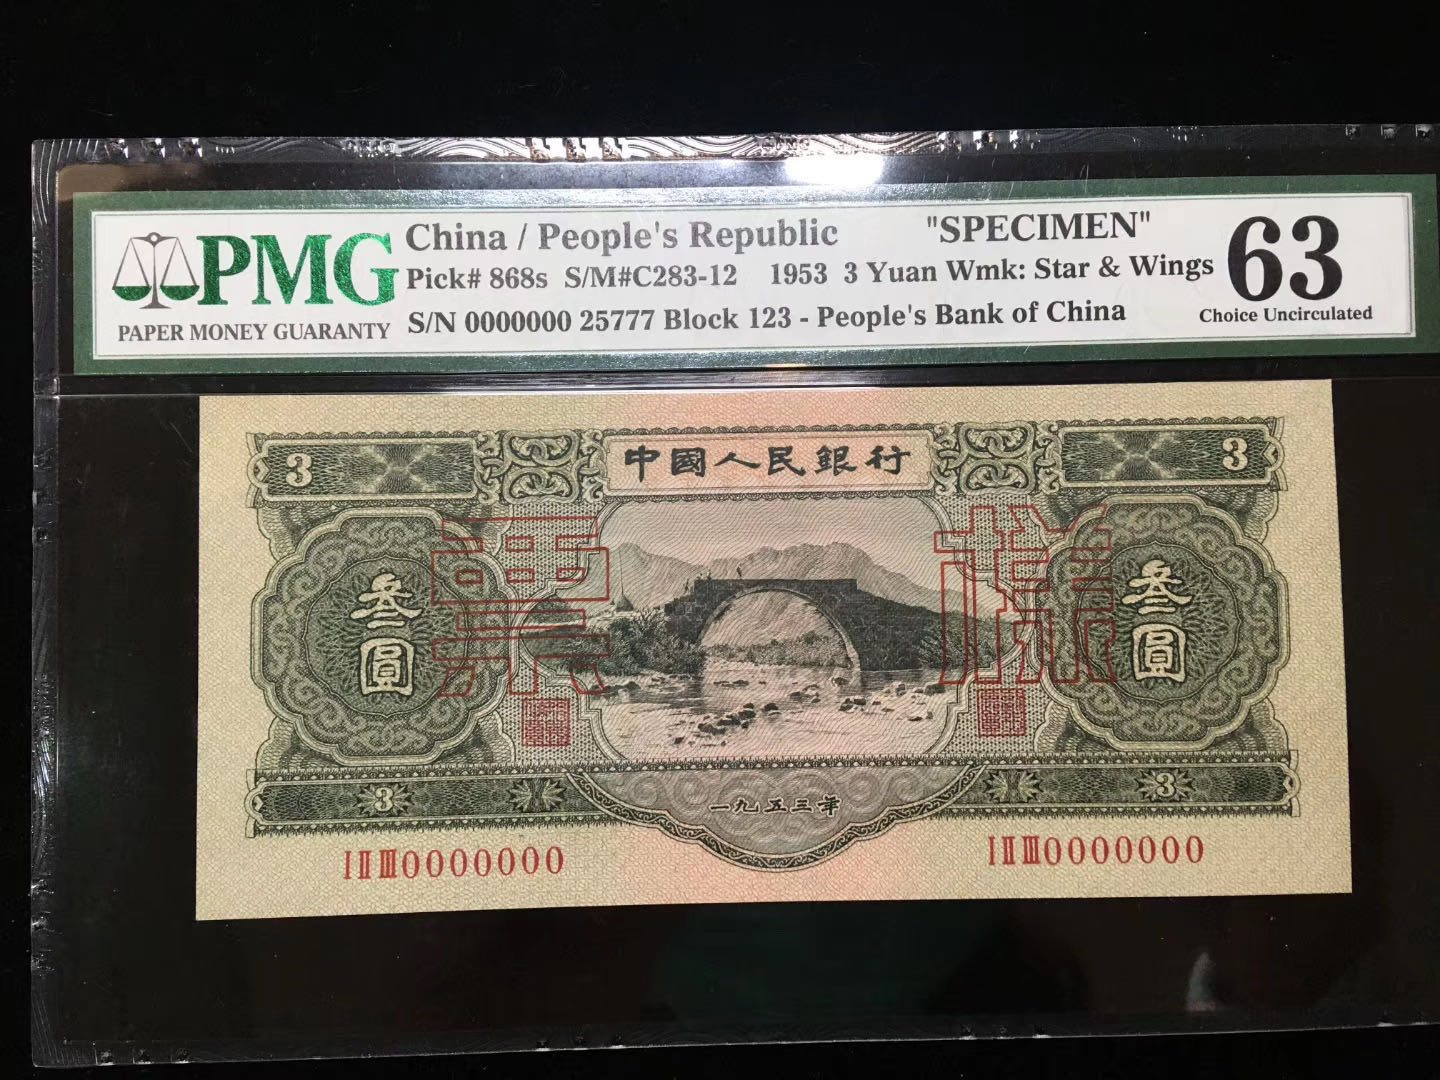 PMG
PAPER MONEY GUARANTY
China / People's Republic "SPECIMEN"
Pick# 868s S/M#C283-12 1953 3 Yuan Wmk: Star & Wings
S/N 0000000 25777 Block 123 - People's Bank of China
63
Choice Uncirculated
3 中國人民銀行 3
票 樣
叁圓 叁圓
3 一九五三年 3
I II III 0000000 I II III 0000000